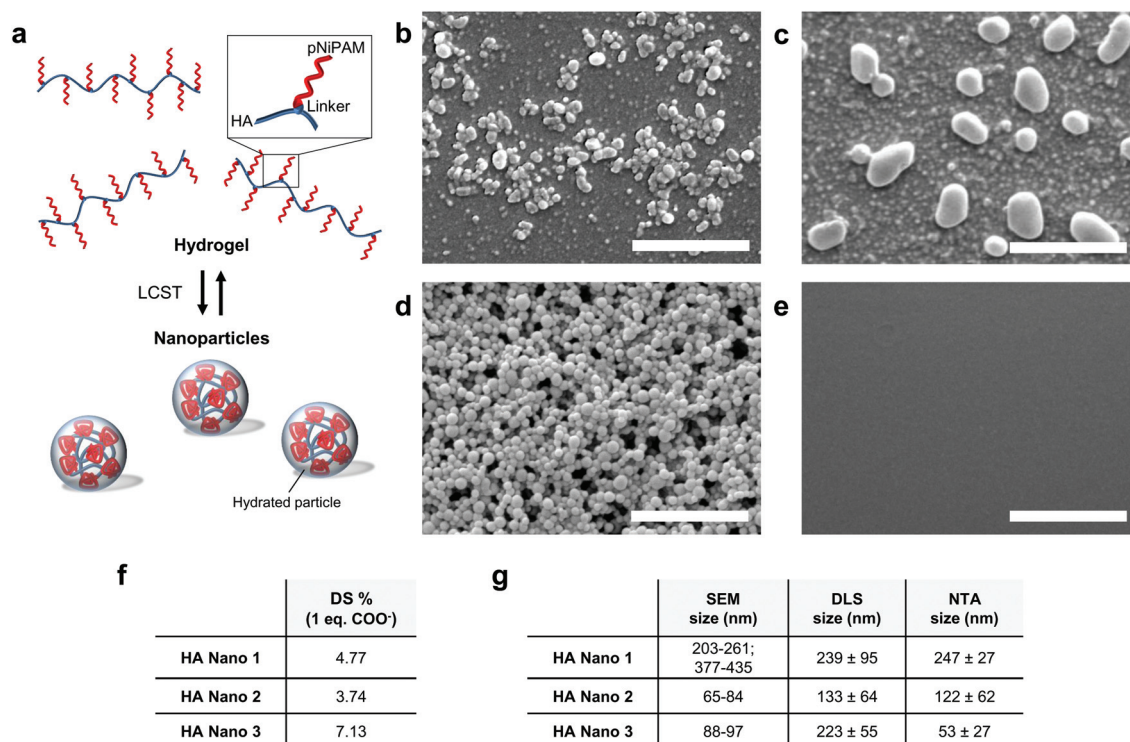 a
pNiPAM
Linker
HA
Hydrogel
LCST
Nanoparticles
Hydrated particle
b
c
d
e
f
DS %
(1 eq. COO-)
HA Nano 1 4.77
HA Nano 2 3.74
HA Nano 3 7.13
g
SEM DLS NTA
size (nm) size (nm) size (nm)
HA Nano 1 203-261; 239 ± 95 247 ± 27
377-435
HA Nano 2 65-84 133 ± 64 122 ± 62
HA Nano 3 88-97 223 ± 55 53 ± 27